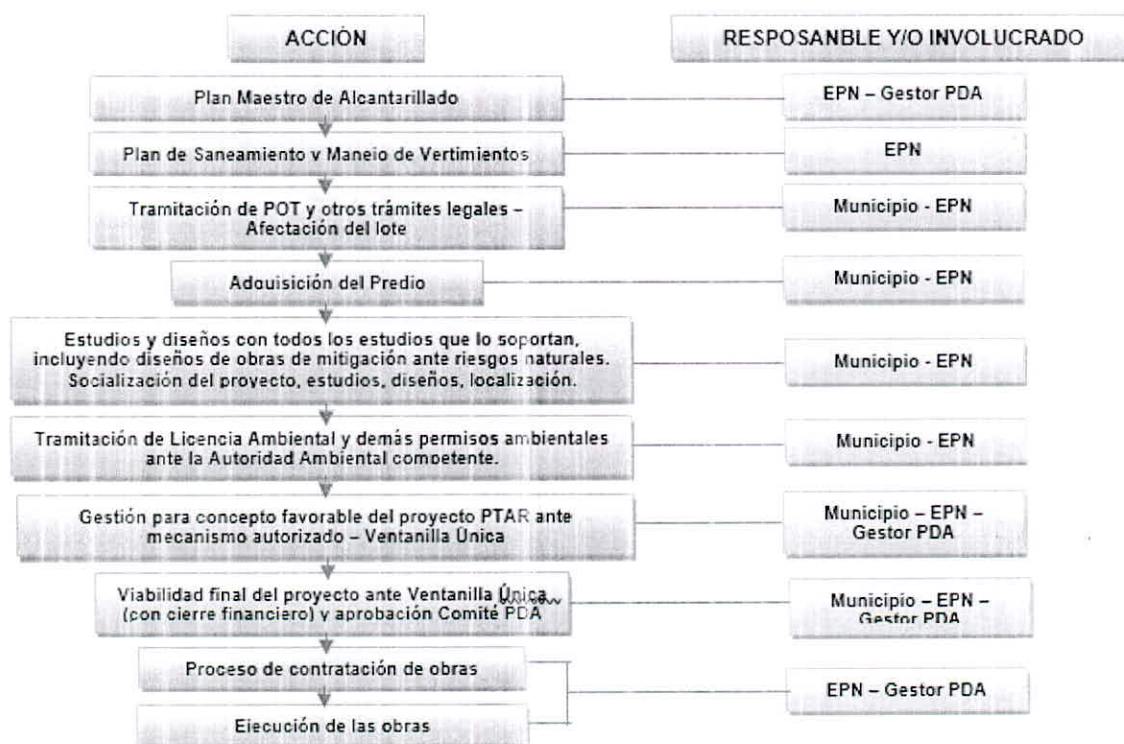 ACCIÓN
RESPOSANBLE Y/O INVOLUCRADO
Plan Maestro de Alcantarillado
EPN – Gestor PDA
Plan de Saneamiento y Manejo de Vertimientos
EPN
Tramitación de POT y otros trámites legales –
Afectación del lote
Municipio - EPN
Adquisición del Predio
Municipio - EPN
Estudios y diseños con todos los estudios que lo soportan,
incluyendo diseños de obras de mitigación ante riesgos naturales.
Socialización del proyecto, estudios, diseños, localización.
Municipio - EPN
Tramitación de Licencia Ambiental y demás permisos ambientales
ante la Autoridad Ambiental competente.
Municipio - EPN
Gestión para concepto favorable del proyecto PTAR ante
mecanismo autorizado – Ventanilla Única
Municipio – EPN –
Gestor PDA
Viabilidad final del proyecto ante Ventanilla Única
(con cierre financiero) y aprobación Comité PDA
Municipio – EPN –
Gestor PDA
Proceso de contratación de obras
Ejecución de las obras
EPN – Gestor PDA